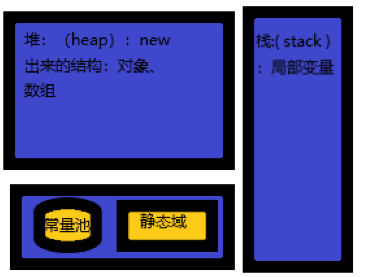 堆：（heap）：new
出来的结构：对象、
数组
栈:( stack )
：局部变量
常量池
静态域